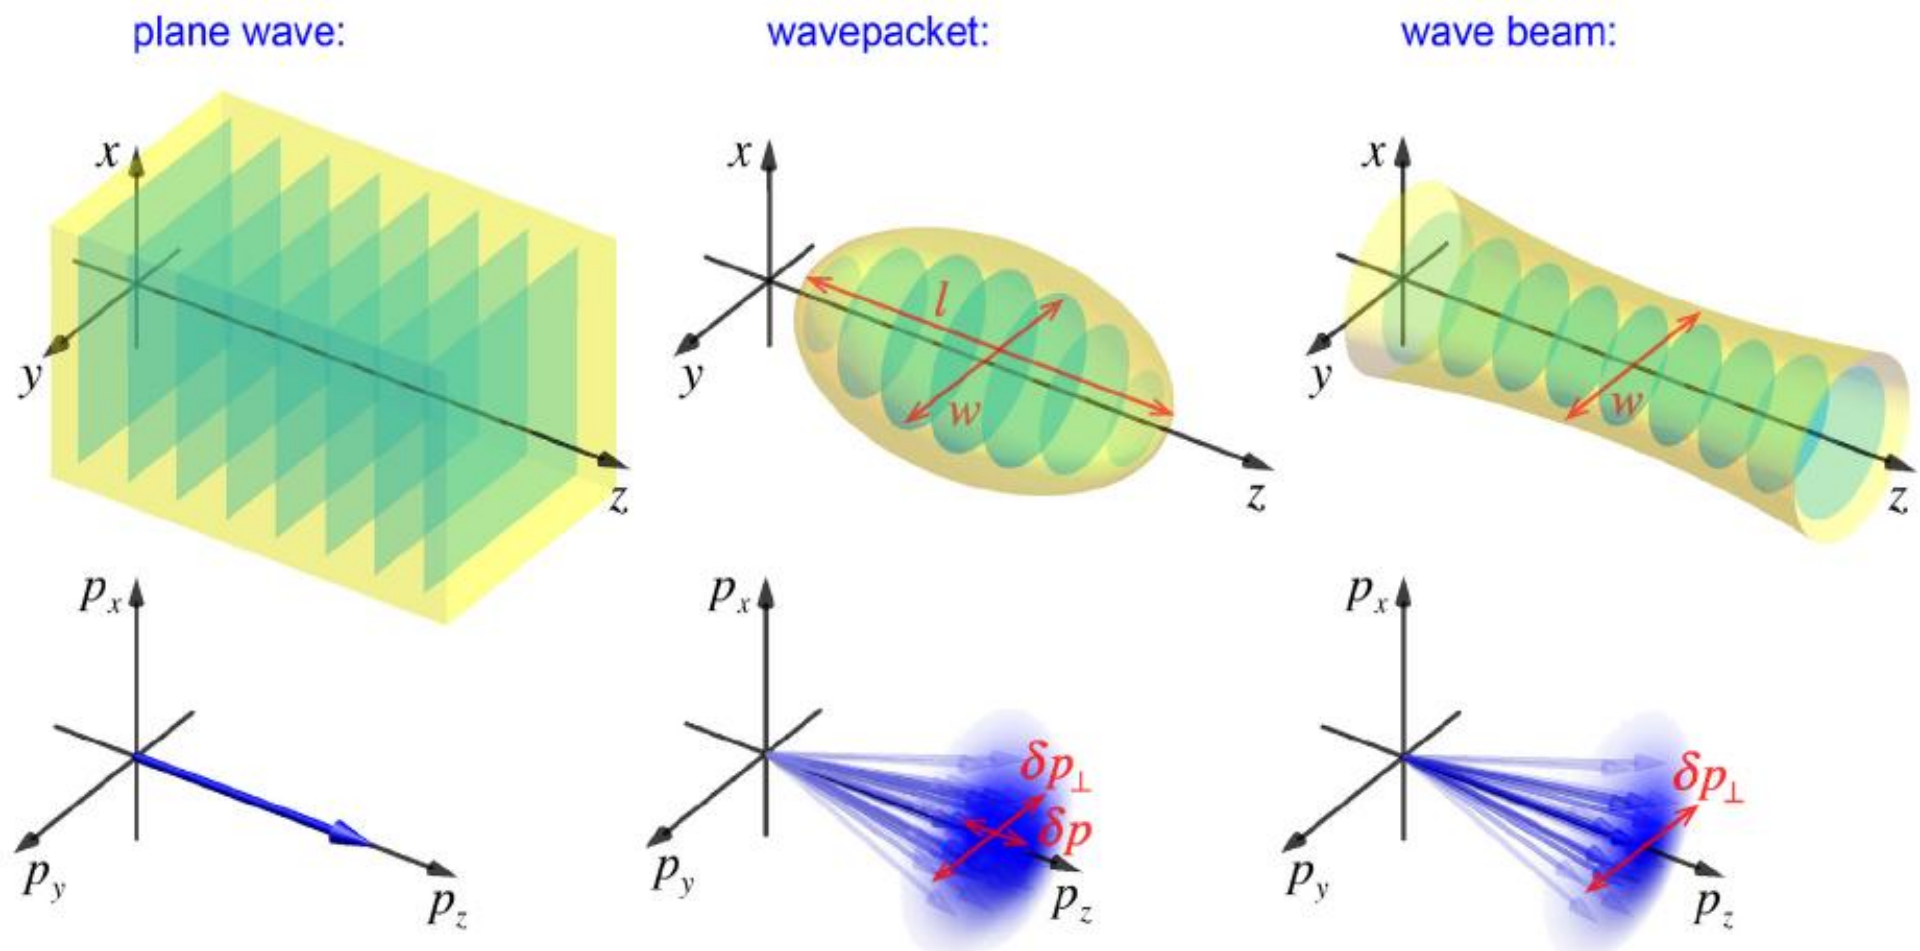 plane wave:
wavepacket:
wave beam:
x
y
z
x
y
z
l
w
x
y
z
w
p_x
p_y
p_z
p_x
p_y
p_z
δp_⊥
δp
p_x
p_y
p_z
δp_⊥